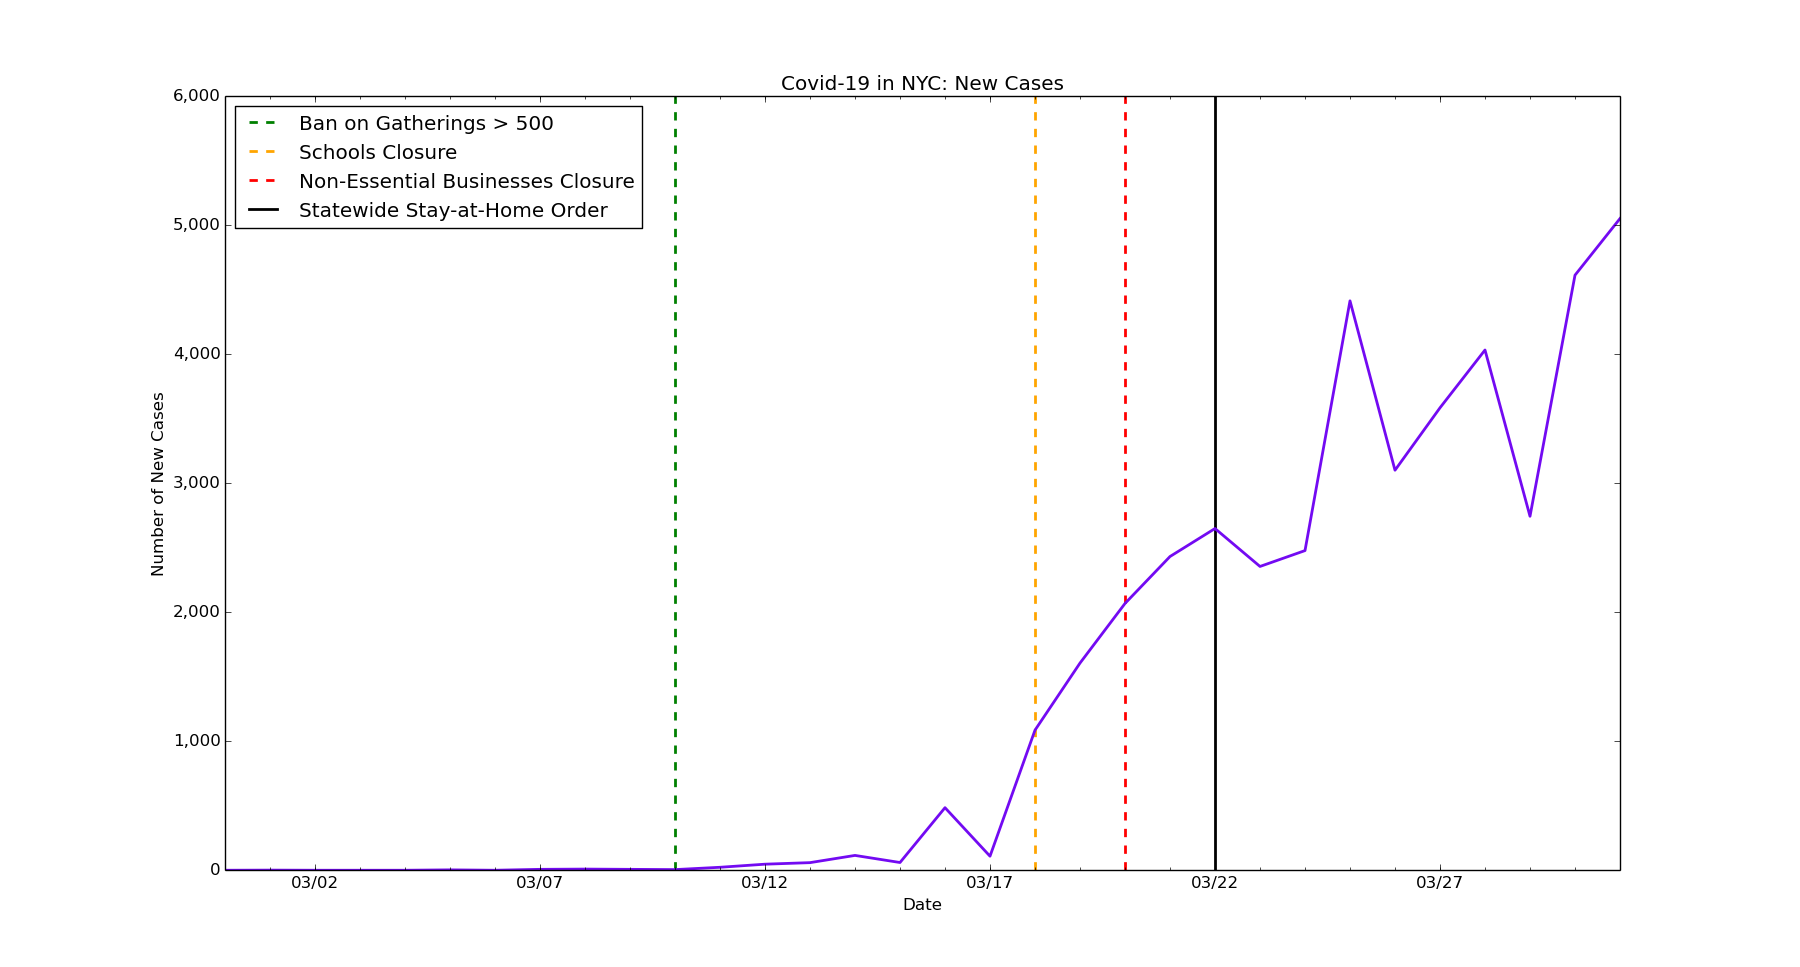 Covid-19 in NYC: New Cases
6,000
5,000
4,000
3,000
2,000
1,000
0
Number of New Cases
Ban on Gatherings > 500
Schools Closure
Non-Essential Businesses Closure
Statewide Stay-at-Home Order
03/02 03/07 03/12 03/17 03/22 03/27
Date